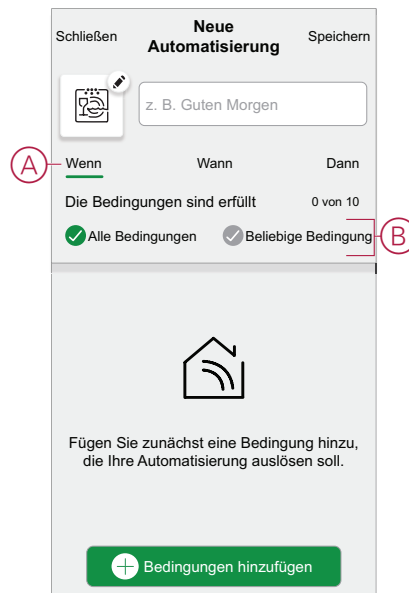 Schließen
Neue
Automatisierung
Speichern
z. B. Guten Morgen
A
Wenn
Wann
Dann
Die Bedingungen sind erfüllt
0 von 10
Alle Bedingungen
Beliebige Bedingung
B
Fügen Sie zunächst eine Bedingung hinzu,
die Ihre Automatisierung auslösen soll.
Bedingungen hinzufügen